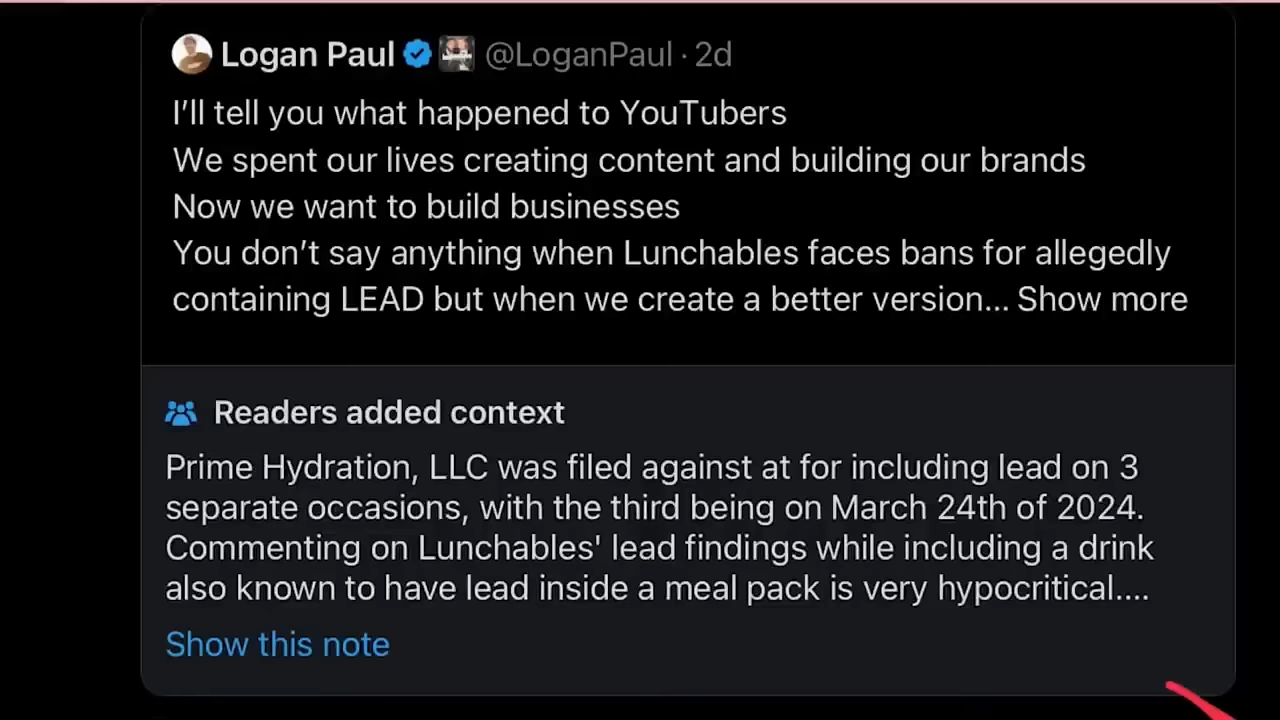 Logan Paul @LoganPaul · 2d
I'll tell you what happened to YouTubers
We spent our lives creating content and building our brands
Now we want to build businesses
You don't say anything when Lunchables faces bans for allegedly
containing LEAD but when we create a better version... Show more
Readers added context
Prime Hydration, LLC was filed against at for including lead on 3
separate occasions, with the third being on March 24th of 2024.
Commenting on Lunchables' lead findings while including a drink
also known to have lead inside a meal pack is very hypocritical....
Show this note